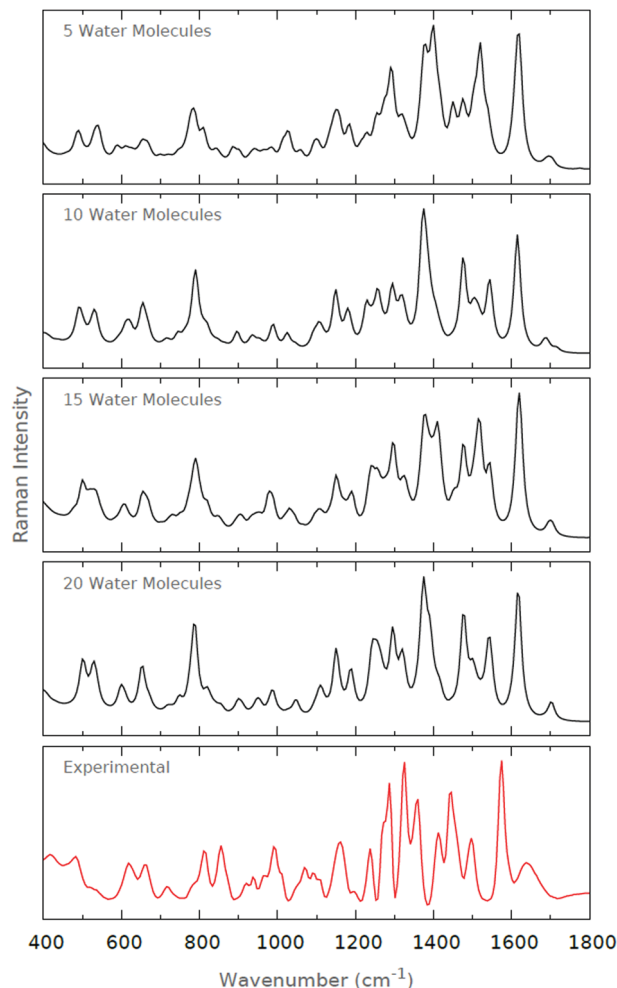 5 Water Molecules
10 Water Molecules
15 Water Molecules
20 Water Molecules
Experimental
Raman Intensity
400 600 800 1000 1200 1400 1600 1800
Wavenumber (cm⁻¹)